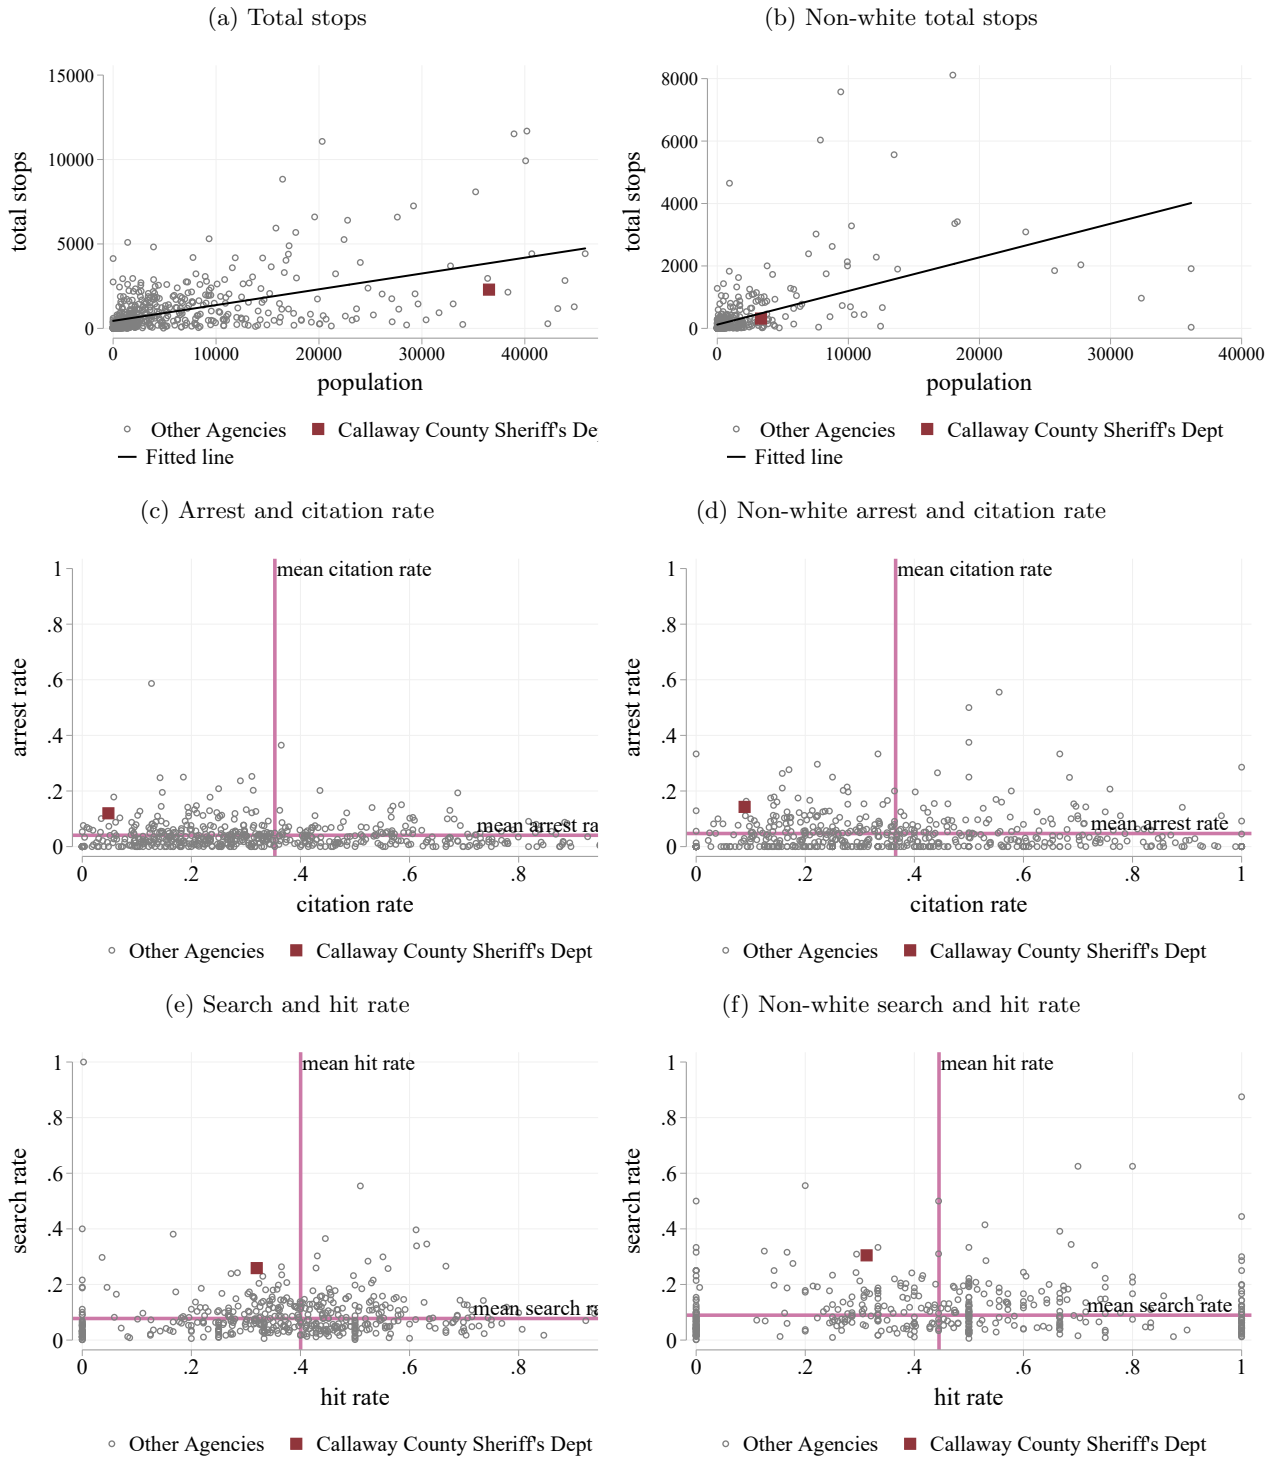 (a) Total stops
15000
10000
5000
0
total stops
0 10000 20000 30000 40000
population
Other Agencies Callaway County Sheriff's De
Fitted line
(b) Non-white total stops
8000
6000
4000
2000
0
total stops
0 10000 20000 30000 40000
population
Other Agencies Callaway County Sheriff's Dept
Fitted line
(c) Arrest and citation rate
mean citation rate
1
.8
.6
.4
.2
0
arrest rate
mean arrest ra
0 .2 .4 .6 .8
citation rate
Other Agencies Callaway County Sheriff's Dept
(d) Non-white arrest and citation rate
mean citation rate
1
.8
.6
.4
.2
0
arrest rate
mean arrest rate
0 .2 .4 .6 .8 1
citation rate
Other Agencies Callaway County Sheriff's Dept
(e) Search and hit rate
mean hit rate
1
.8
.6
.4
.2
0
search rate
mean search ra
0 .2 .4 .6 .8
hit rate
Other Agencies Callaway County Sheriff's Dept
(f) Non-white search and hit rate
mean hit rate
1
.8
.6
.4
.2
0
search rate
mean search rate
0 .2 .4 .6 .8 1
hit rate
Other Agencies Callaway County Sheriff's Dept